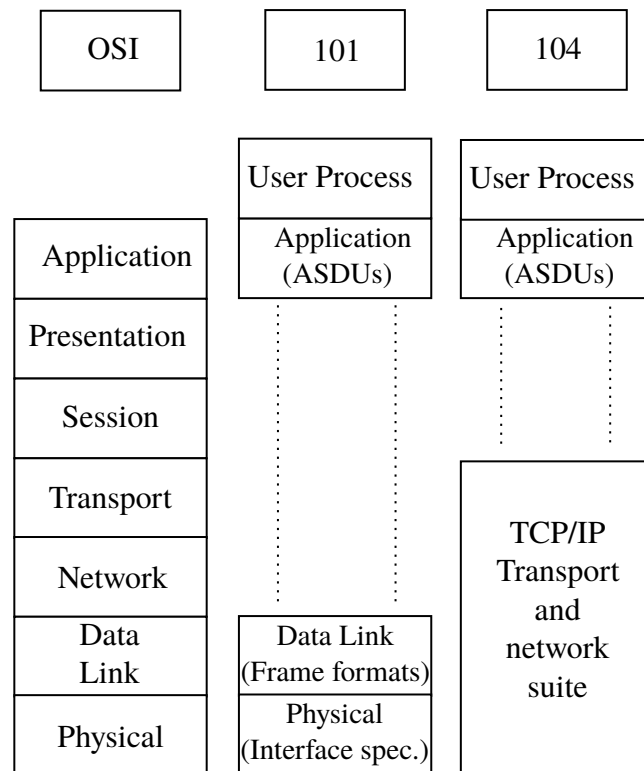 OSI
101
104
User Process
User Process
Application
Application
(ASDUs)
Application
(ASDUs)
Presentation
Session
Transport
Network
Data
Link
Physical
Data Link
(Frame formats)
Physical
(Interface spec.)
TCP/IP
Transport
and
network
suite